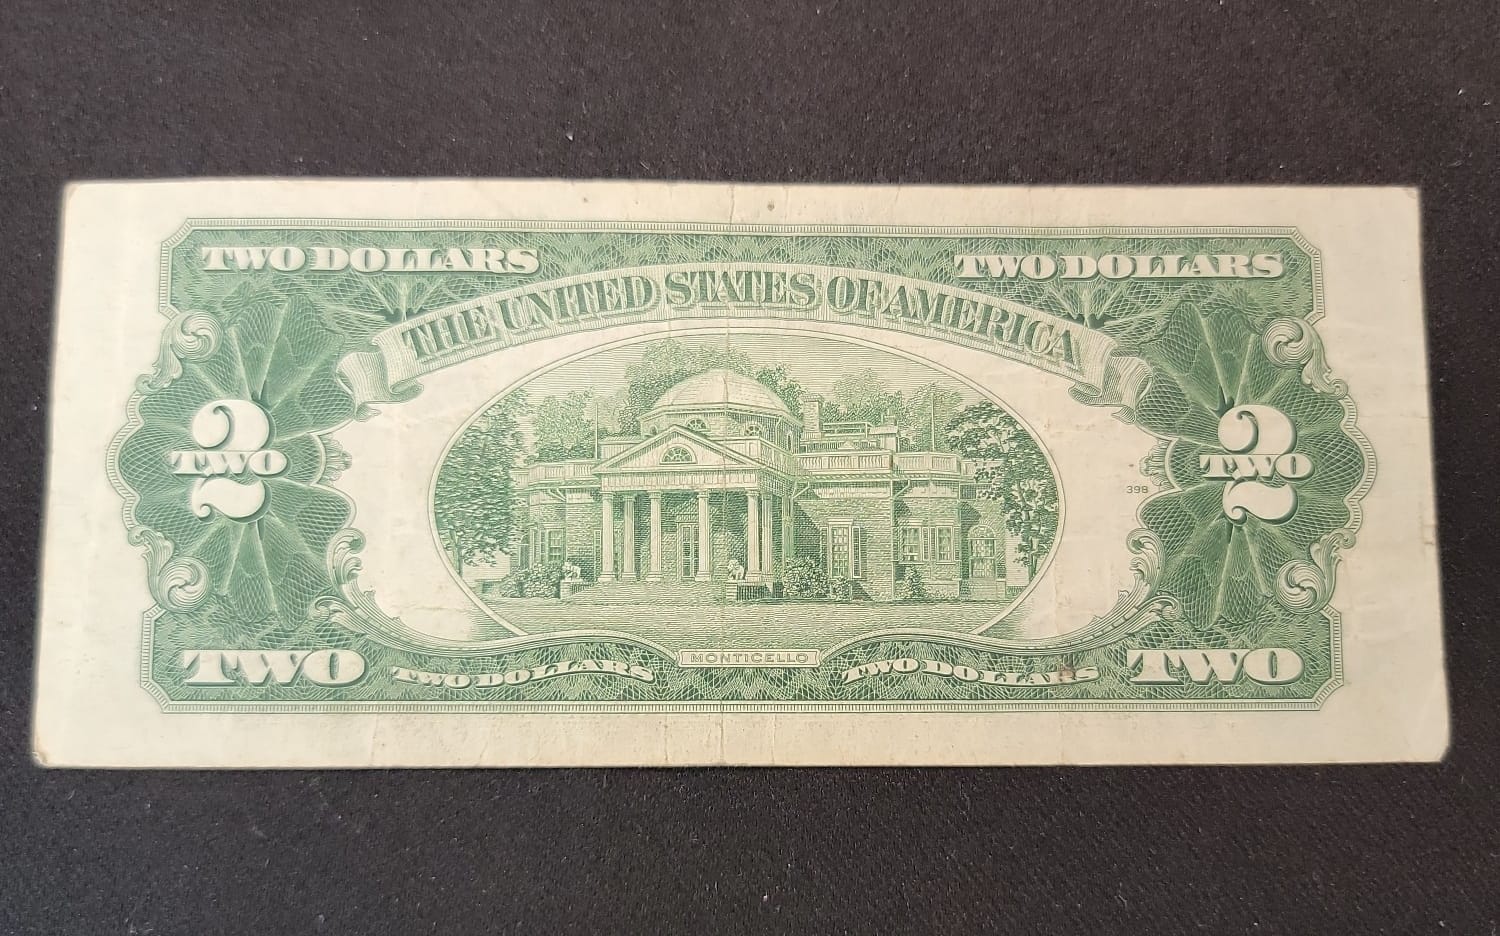 TWO DOLLARS TWO DOLLARS
THE UNITED STATES OF AMERICA
2 2
TWO TWO
398
MONTICELLO
TWO TWO DOLLARS TWO DOLLARS TWO